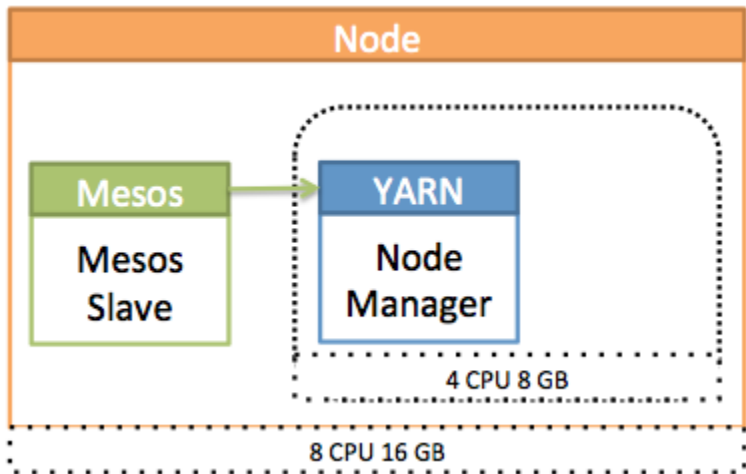 Node
Mesos
Mesos
Slave
YARN
Node
Manager
4 CPU 8 GB
8 CPU 16 GB